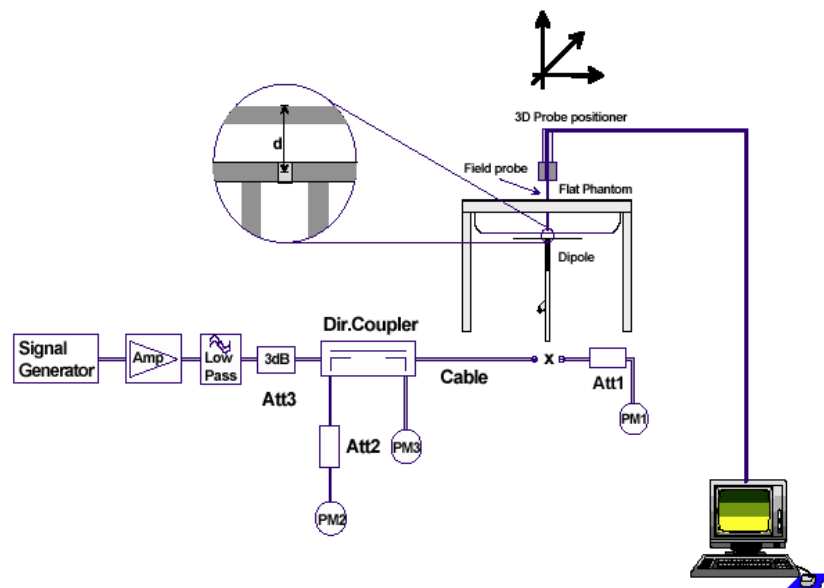 3D Probe positioner
d
Field probe
Flat Phantom
Dipole
Signal
Generator
Amp
Low
Pass
3dB
Att3
Dir.Coupler
Cable
x
Att1
PM1
Att2
PM3
PM2